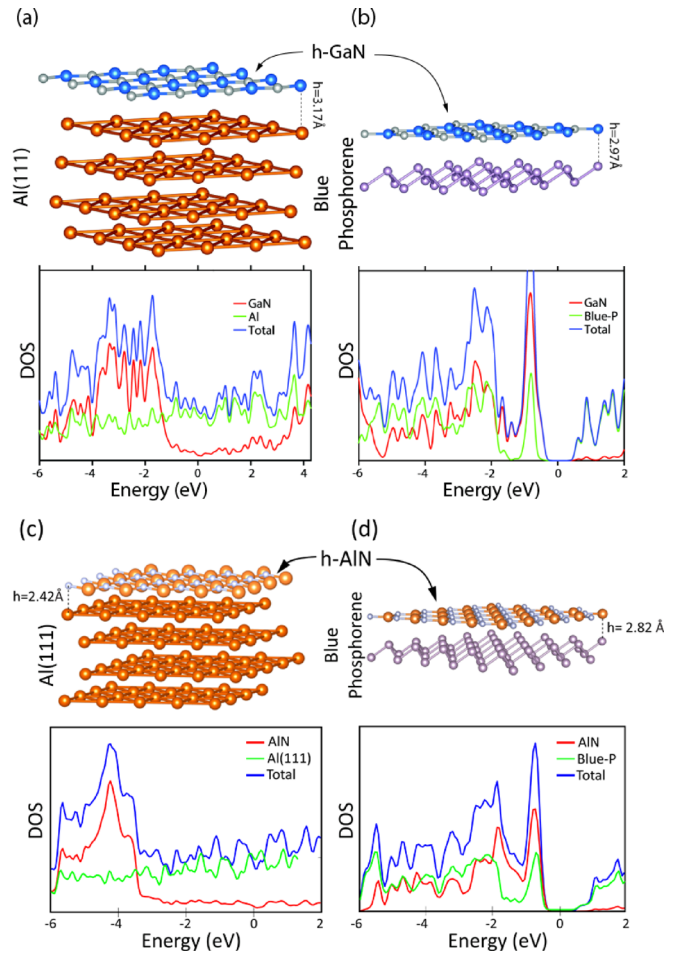 (a)
(b)
h-GaN
h=3.17Å
h=2.97Å
Al(111)
Blue
Phosphorene
GaN
Al
Total
GaN
Blue-P
Total
DOS
DOS
-6 -4 -2 0 2 4
-6 -4 -2 0 2
Energy (eV)
Energy (eV)
(c)
(d)
h-AlN
h=2.42Å
h= 2.82 Å
Al(111)
Blue
Phosphorene
AlN
Al(111)
Total
AlN
Blue-P
Total
DOS
DOS
-6 -4 -2 0 2
-6 -4 -2 0 2
Energy (eV)
Energy (eV)